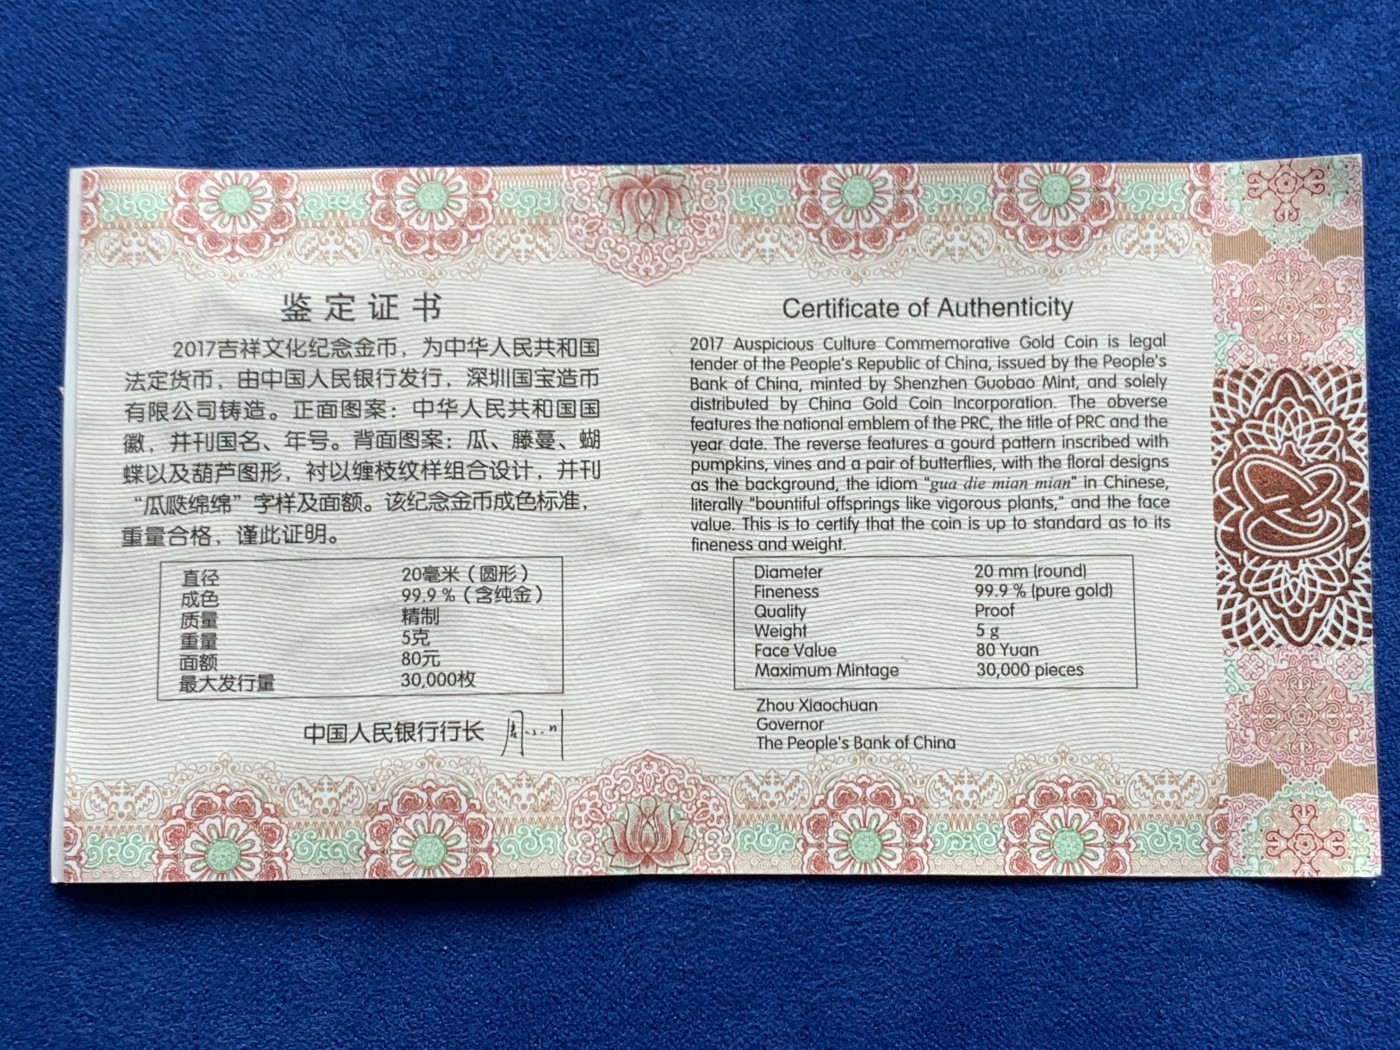 鉴定证书
2017吉祥文化纪念金币，为中华人民共和国
法定货币，由中国人民银行发行，深圳国宝造币
有限公司铸造。正面图案：中华人民共和国国
徽，并刊国名、年号。背面图案：瓜、藤蔓、蝴
蝶以及葫芦图形，衬以缠枝纹样组合设计，并刊
“瓜瓞绵绵”字样及面额。该纪念金币成色标准，
重量合格，谨此证明。
直径 20毫米（圆形）
成色 99.9％（含纯金）
质量 精制
重量 5克
面额 80元
最大发行量 30,000枚
中国人民银行行长
Certificate of Authenticity
2017 Auspicious Culture Commemorative Gold Coin is legal
tender of the People's Republic of China, issued by the People's
Bank of China, minted by Shenzhen Guobao Mint, and solely
distributed by China Gold Coin Incorporation. The obverse
features the national emblem of the PRC, the title of PRC and the
year date. The reverse features a gourd pattern inscribed with
pumpkins, vines and a pair of butterflies, with the floral designs
as the background, the idiom "gua die mian mian" in Chinese,
literally "bountiful offsprings like vigorous plants," and the face
value. This is to certify that the coin is up to standard as to its
fineness and weight.
Diameter 20 mm (round)
Fineness 99.9 % (pure gold)
Quality Proof
Weight 5 g
Face Value 80 Yuan
Maximum Mintage 30,000 pieces
Zhou Xiaochuan
Governor
The People's Bank of China